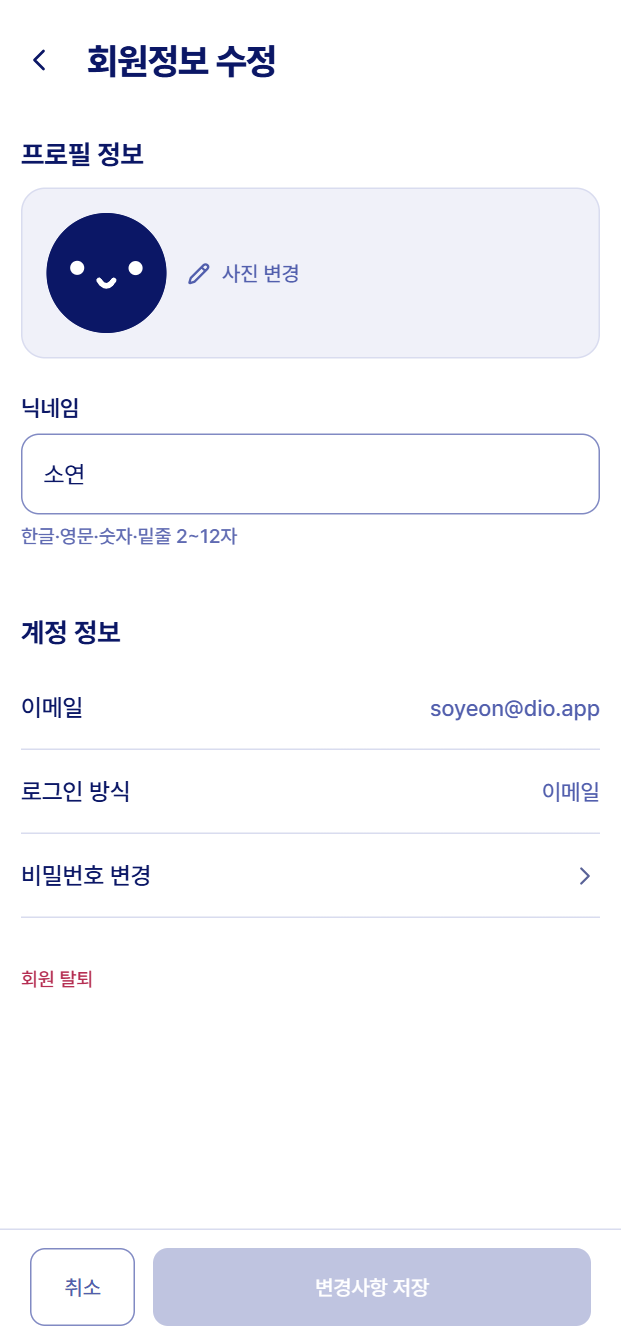 회원정보 수정
프로필 정보
사진 변경
닉네임
소연
한글·영문·숫자·밑줄 2~12자
계정 정보
이메일 soyeon@dio.app
로그인 방식 이메일
비밀번호 변경
회원 탈퇴
취소 변경사항 저장